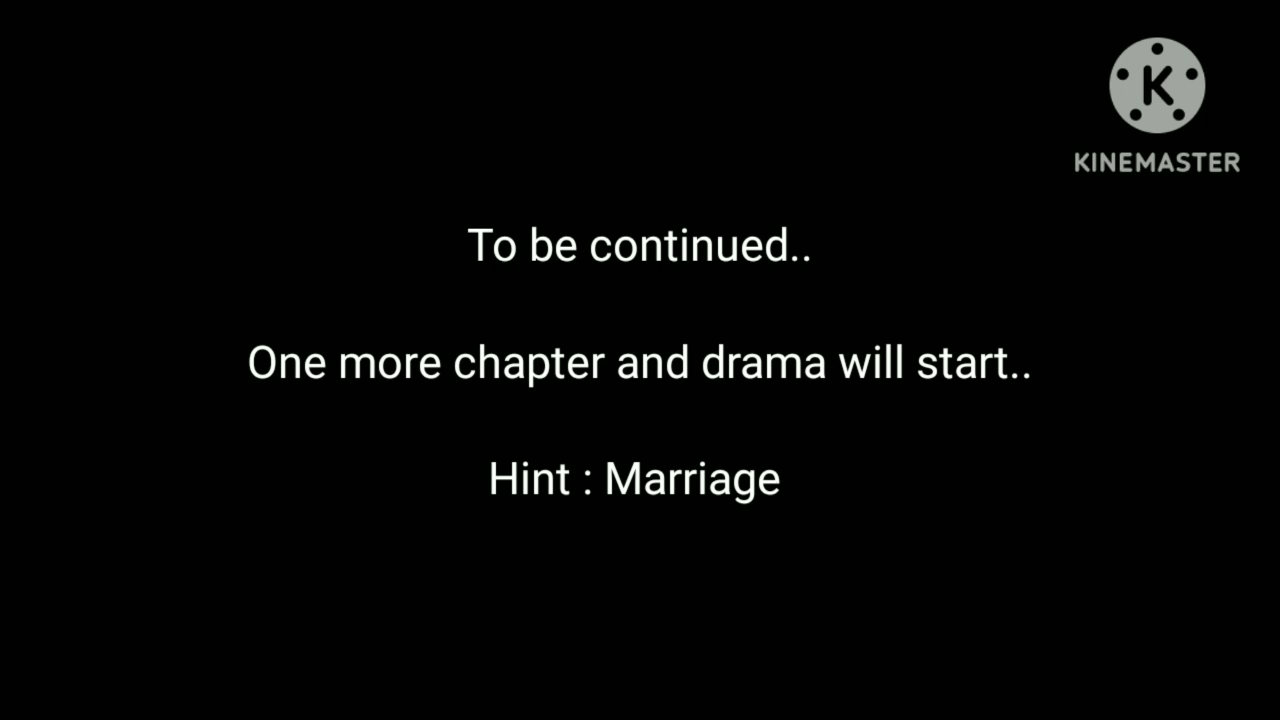 K
KINEMASTER
To be continued..
One more chapter and drama will start..
Hint : Marriage